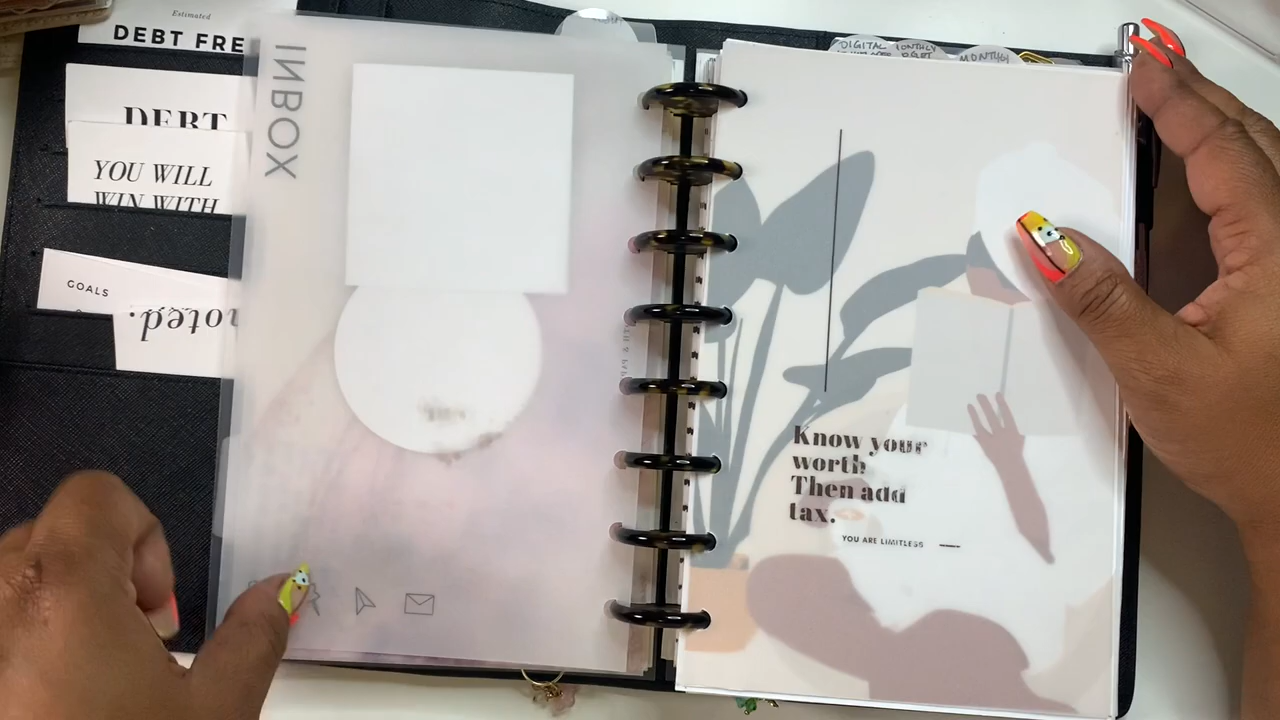 Estimated
DEBT FRE
DEBT
YOU WILL
WIN WITH
GOALS
noted.
INBOX
DIGITAL
MONTHLY
Know your
worth
Then add
tax.
YOU ARE LIMITLESS